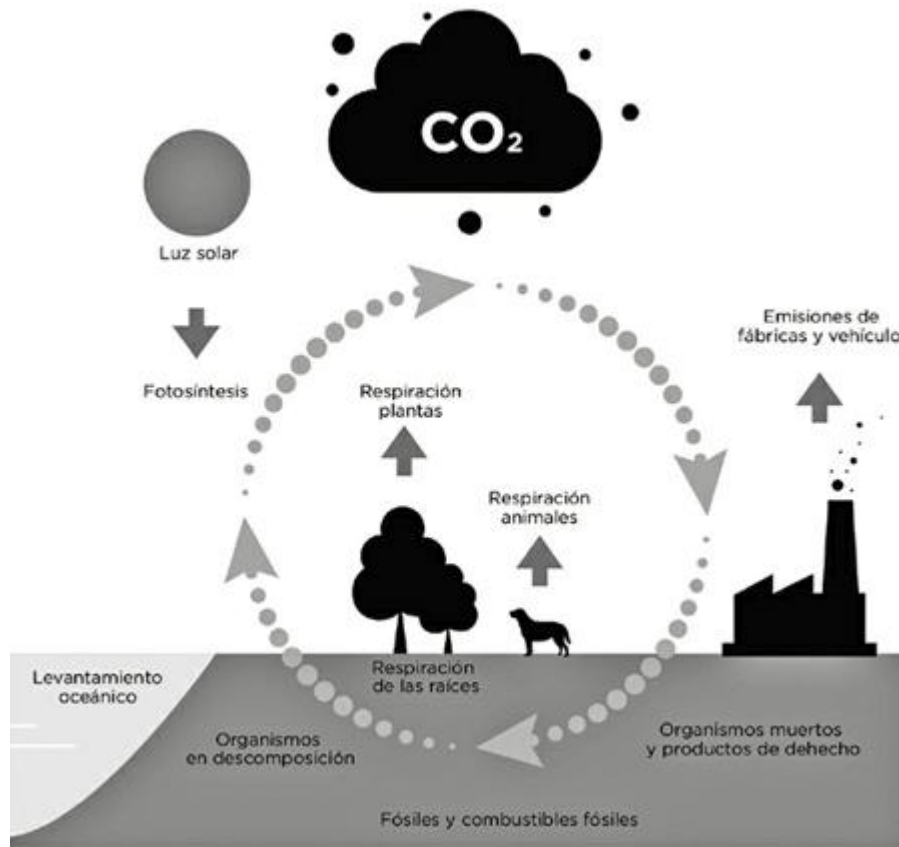 CO₂
Luz solar
Fotosíntesis
Emisiones de
fábricas y vehículo
Respiración
plantas
Respiración
animales
Levantamiento
oceánico
Respiración
de las raíces
Organismos
en descomposición
Organismos muertos
y productos de dehecho
Fósiles y combustibles fósiles